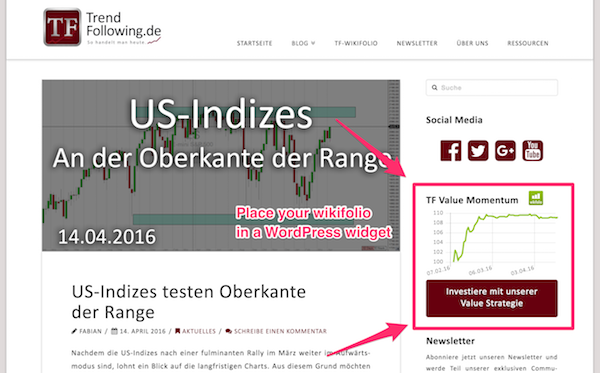 TF
Trend
Following.de
So handelt man heute.
STARTSEITE BLOG TF-WIKIFOLIO NEWSLETTER ÜBER UNS RESSOURCEN
US-Indizes
An der Oberkante der Range
14.04.2016
Place your wikifolio
in a WordPress widget
US-Indizes testen Oberkante
der Range
FABIAN / 14. APRIL 2016 / AKTUELLES / SCHREIBE EINEN KOMMENTAR
Nachdem die US-Indizes nach einer fulminanten Rally im März weiter im Aufwärts-
modus sind, lohnt ein Blick auf die langfristigen Charts. Aus diesem Grund möchten
Suche
Social Media
You
Tube
TF Value Momentum
110
108
106
104
102
100
07.02.16
06.03.16
03.04.16
Investiere mit unserer
Value Strategie
Newsletter
Abonniere jetzt unseren Newsletter und
werde Teil unserer exklusiven Commu-